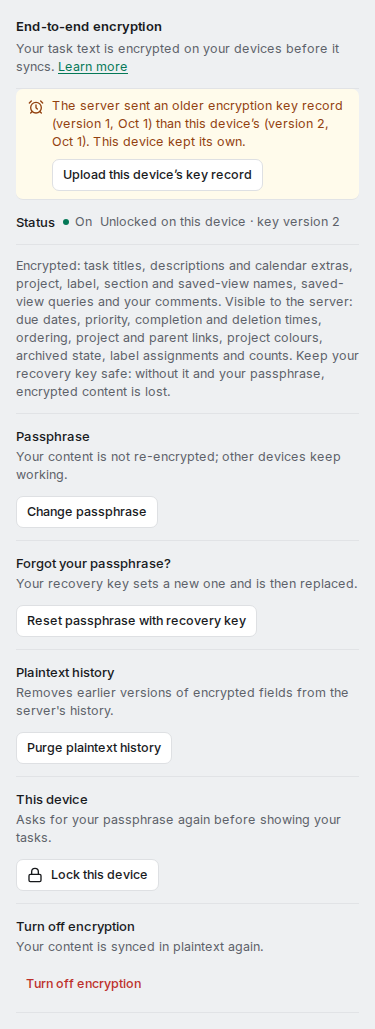 End-to-end encryption
Your task text is encrypted on your devices before it
syncs. Learn more
The server sent an older encryption key record
(version 1, Oct 1) than this device's (version 2,
Oct 1). This device kept its own.
Upload this device's key record
Status On Unlocked on this device · key version 2
Encrypted: task titles, descriptions and calendar extras,
project, label, section and saved-view names, saved-
view queries and your comments. Visible to the server:
due dates, priority, completion and deletion times,
ordering, project and parent links, project colours,
archived state, label assignments and counts. Keep your
recovery key safe: without it and your passphrase,
encrypted content is lost.
Passphrase
Your content is not re-encrypted; other devices keep
working.
Change passphrase
Forgot your passphrase?
Your recovery key sets a new one and is then replaced.
Reset passphrase with recovery key
Plaintext history
Removes earlier versions of encrypted fields from the
server's history.
Purge plaintext history
This device
Asks for your passphrase again before showing your
tasks.
Lock this device
Turn off encryption
Your content is synced in plaintext again.
Turn off encryption